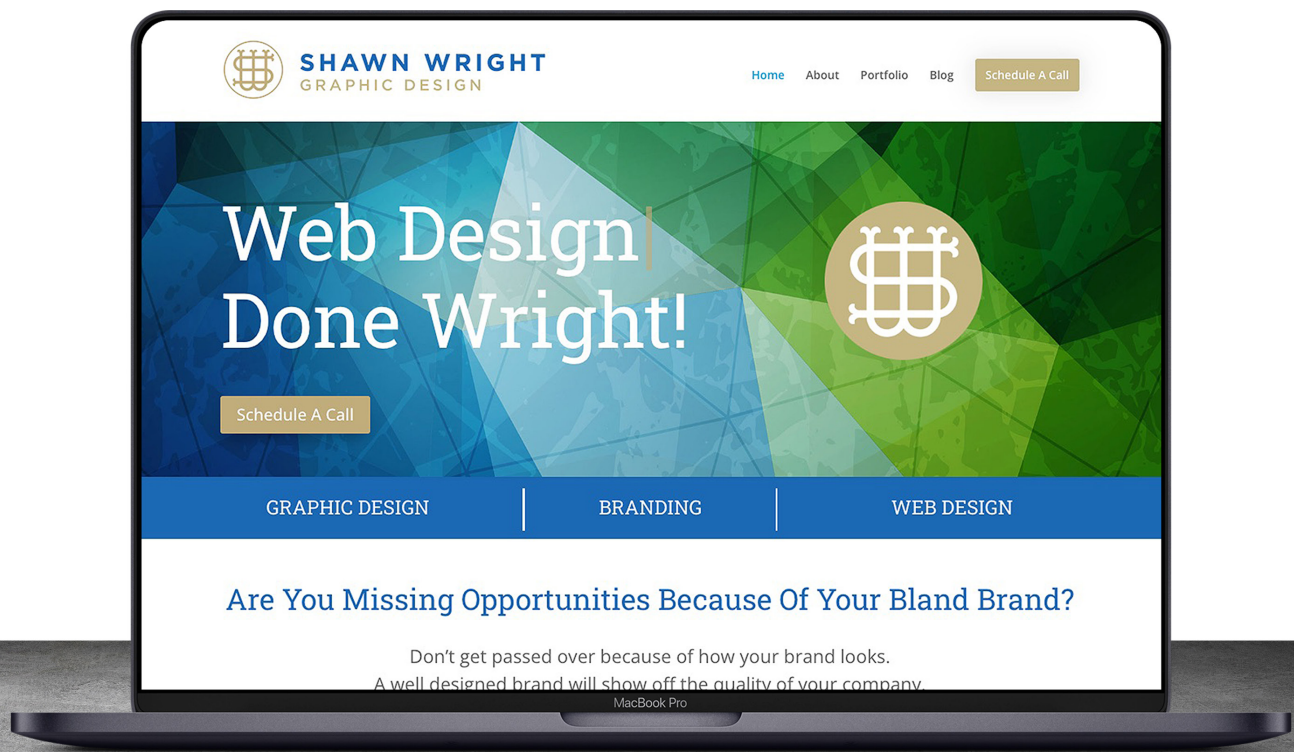 SHAWN WRIGHT
GRAPHIC DESIGN
Home About Portfolio Blog Schedule A Call
Web Design
Done Wright!
Schedule A Call
GRAPHIC DESIGN BRANDING WEB DESIGN
Are You Missing Opportunities Because Of Your Bland Brand?
Don’t get passed over because of how your brand looks.
A well designed brand will show off the quality of your company.
MacBook Pro